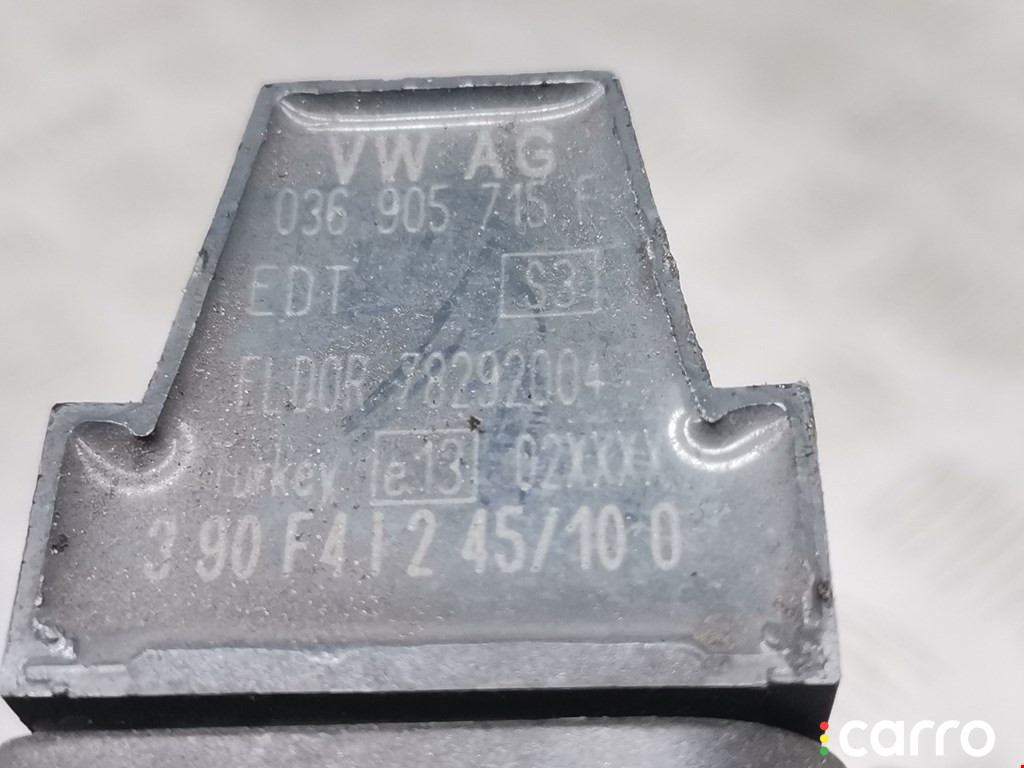 VW AG
036 905 715 F
EDT S3
ELDOR 78292004
Turkey e13 02XXXX
3 90 F4 I 2 45/10 0
carro